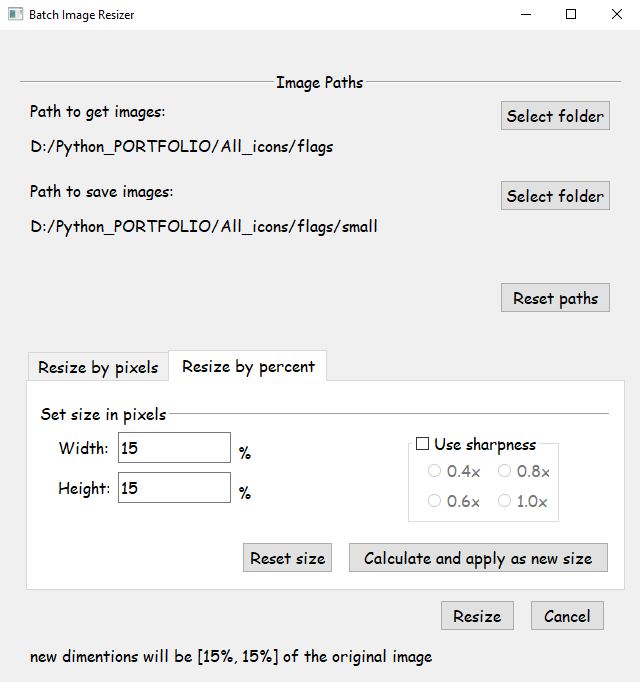 Batch Image Resizer
Image Paths
Path to get images:
Select folder
D:/Python_PORTFOLIO/All_icons/flags
Path to save images:
Select folder
D:/Python_PORTFOLIO/All_icons/flags/small
Reset paths
Resize by pixels
Resize by percent
Set size in pixels
Width: 15 %
Use sharpness
0.4x 0.8x
Height: 15 %
0.6x 1.0x
Reset size
Calculate and apply as new size
Resize
Cancel
new dimentions will be [15%, 15%] of the original image